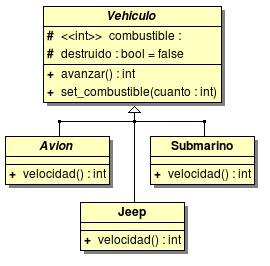 Vehiculo
# <<int>> combustible :
# destruido : bool = false
+ avanzar() : int
+ set_combustible(cuanto : int)
Avion
+ velocidad() : int
Submarino
+ velocidad() : int
Jeep
+ velocidad() : int